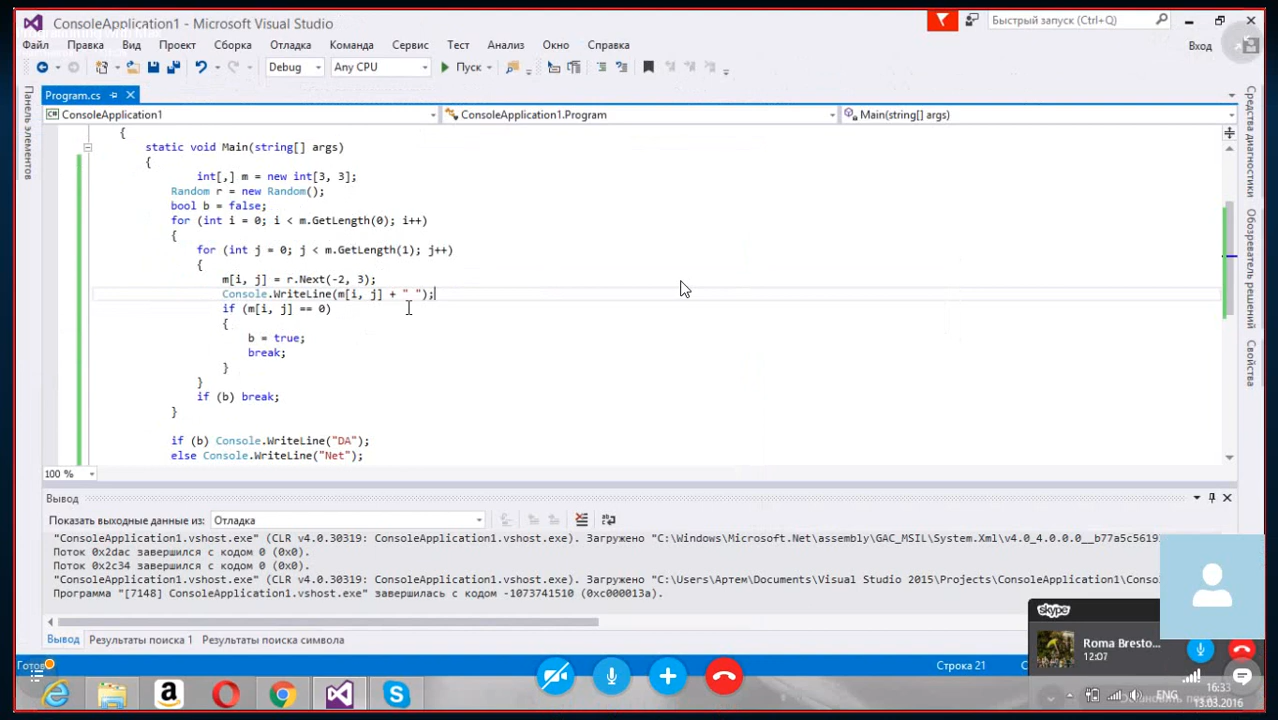 ConsoleApplication1 - Microsoft Visual Studio
Быстрый запуск (Ctrl+Q)
Файл Правка Вид Проект Сборка Отладка Команда Сервис Тест Анализ Окно Справка
Вход
Debug Any CPU Пуск
Панель элементов
Program.cs
ConsoleApplication1 ConsoleApplication1.Program Main(string[] args)
{
static void Main(string[] args)
{
int[,] m = new int[3, 3];
Random r = new Random();
bool b = false;
for (int i = 0; i < m.GetLength(0); i++)
{
for (int j = 0; j < m.GetLength(1); j++)
{
m[i, j] = r.Next(-2, 3);
Console.WriteLine(m[i, j] + " ");
if (m[i, j] == 0)
{
b = true;
break;
}
}
if (b) break;
}
if (b) Console.WriteLine("DA");
else Console.WriteLine("Net");
Средства диагностики
Обозреватель решений
Свойства
100 %
Вывод
Показать выходные данные из: Отладка
"ConsoleApplication1.vshost.exe" (CLR v4.0.30319: ConsoleApplication1.vshost.exe). Загружено "C:\Windows\Microsoft.Net\assembly\GAC_MSIL\System.Xml\v4.0_4.0.0.0__b77a5c5619
Поток 0x2dac завершился с кодом 0 (0x0).
Поток 0x2c34 завершился с кодом 0 (0x0).
"ConsoleApplication1.vshost.exe" (CLR v4.0.30319: ConsoleApplication1.vshost.exe). Загружено "C:\Users\Артем\Documents\Visual Studio 2015\Projects\ConsoleApplication1\Conso
Программа "[7148] ConsoleApplication1.vshost.exe" завершилась с кодом -1073741510 (0xc000013a).
Вывод Результаты поиска 1 Результаты поиска символа
Готово
Строка 21
skype
Roma Bresto...
12:07
ENG
16:33
13.03.2016